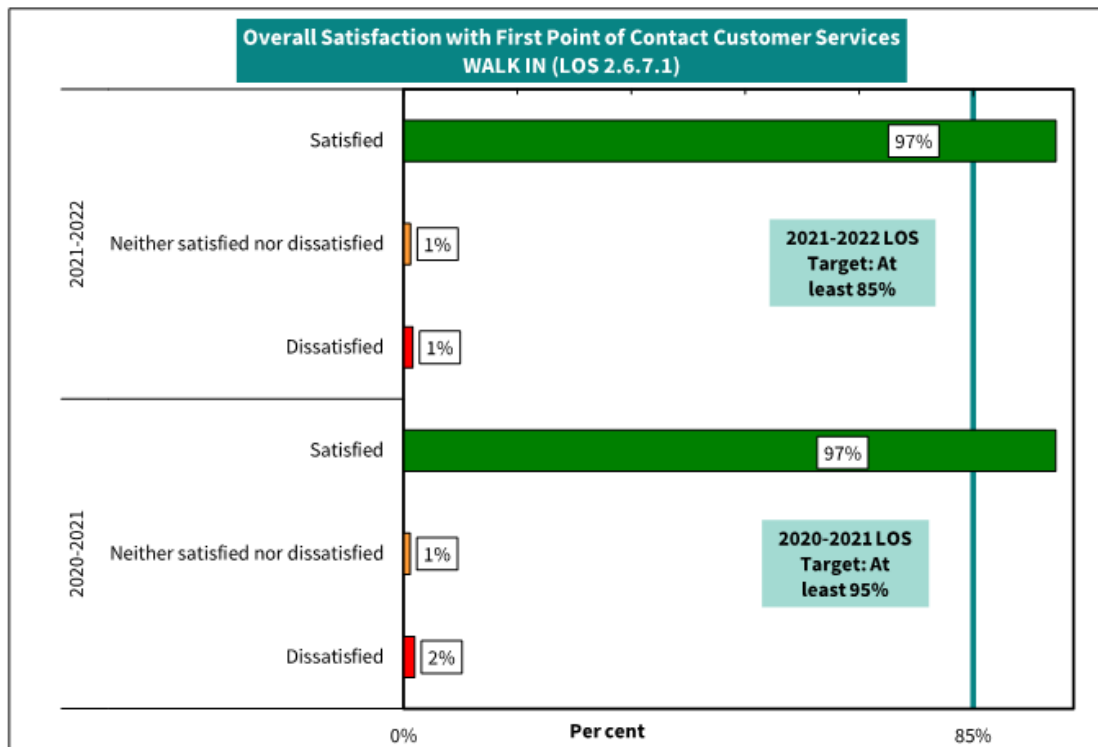 Overall Satisfaction with First Point of Contact Customer Services
WALK IN (LOS 2.6.7.1)
2021-2022
Satisfied
97%
Neither satisfied nor dissatisfied
1%
2021-2022 LOS
Target: At
least 85%
Dissatisfied
1%
2020-2021
Satisfied
97%
Neither satisfied nor dissatisfied
1%
2020-2021 LOS
Target: At
least 95%
Dissatisfied
2%
0%
Per cent
85%